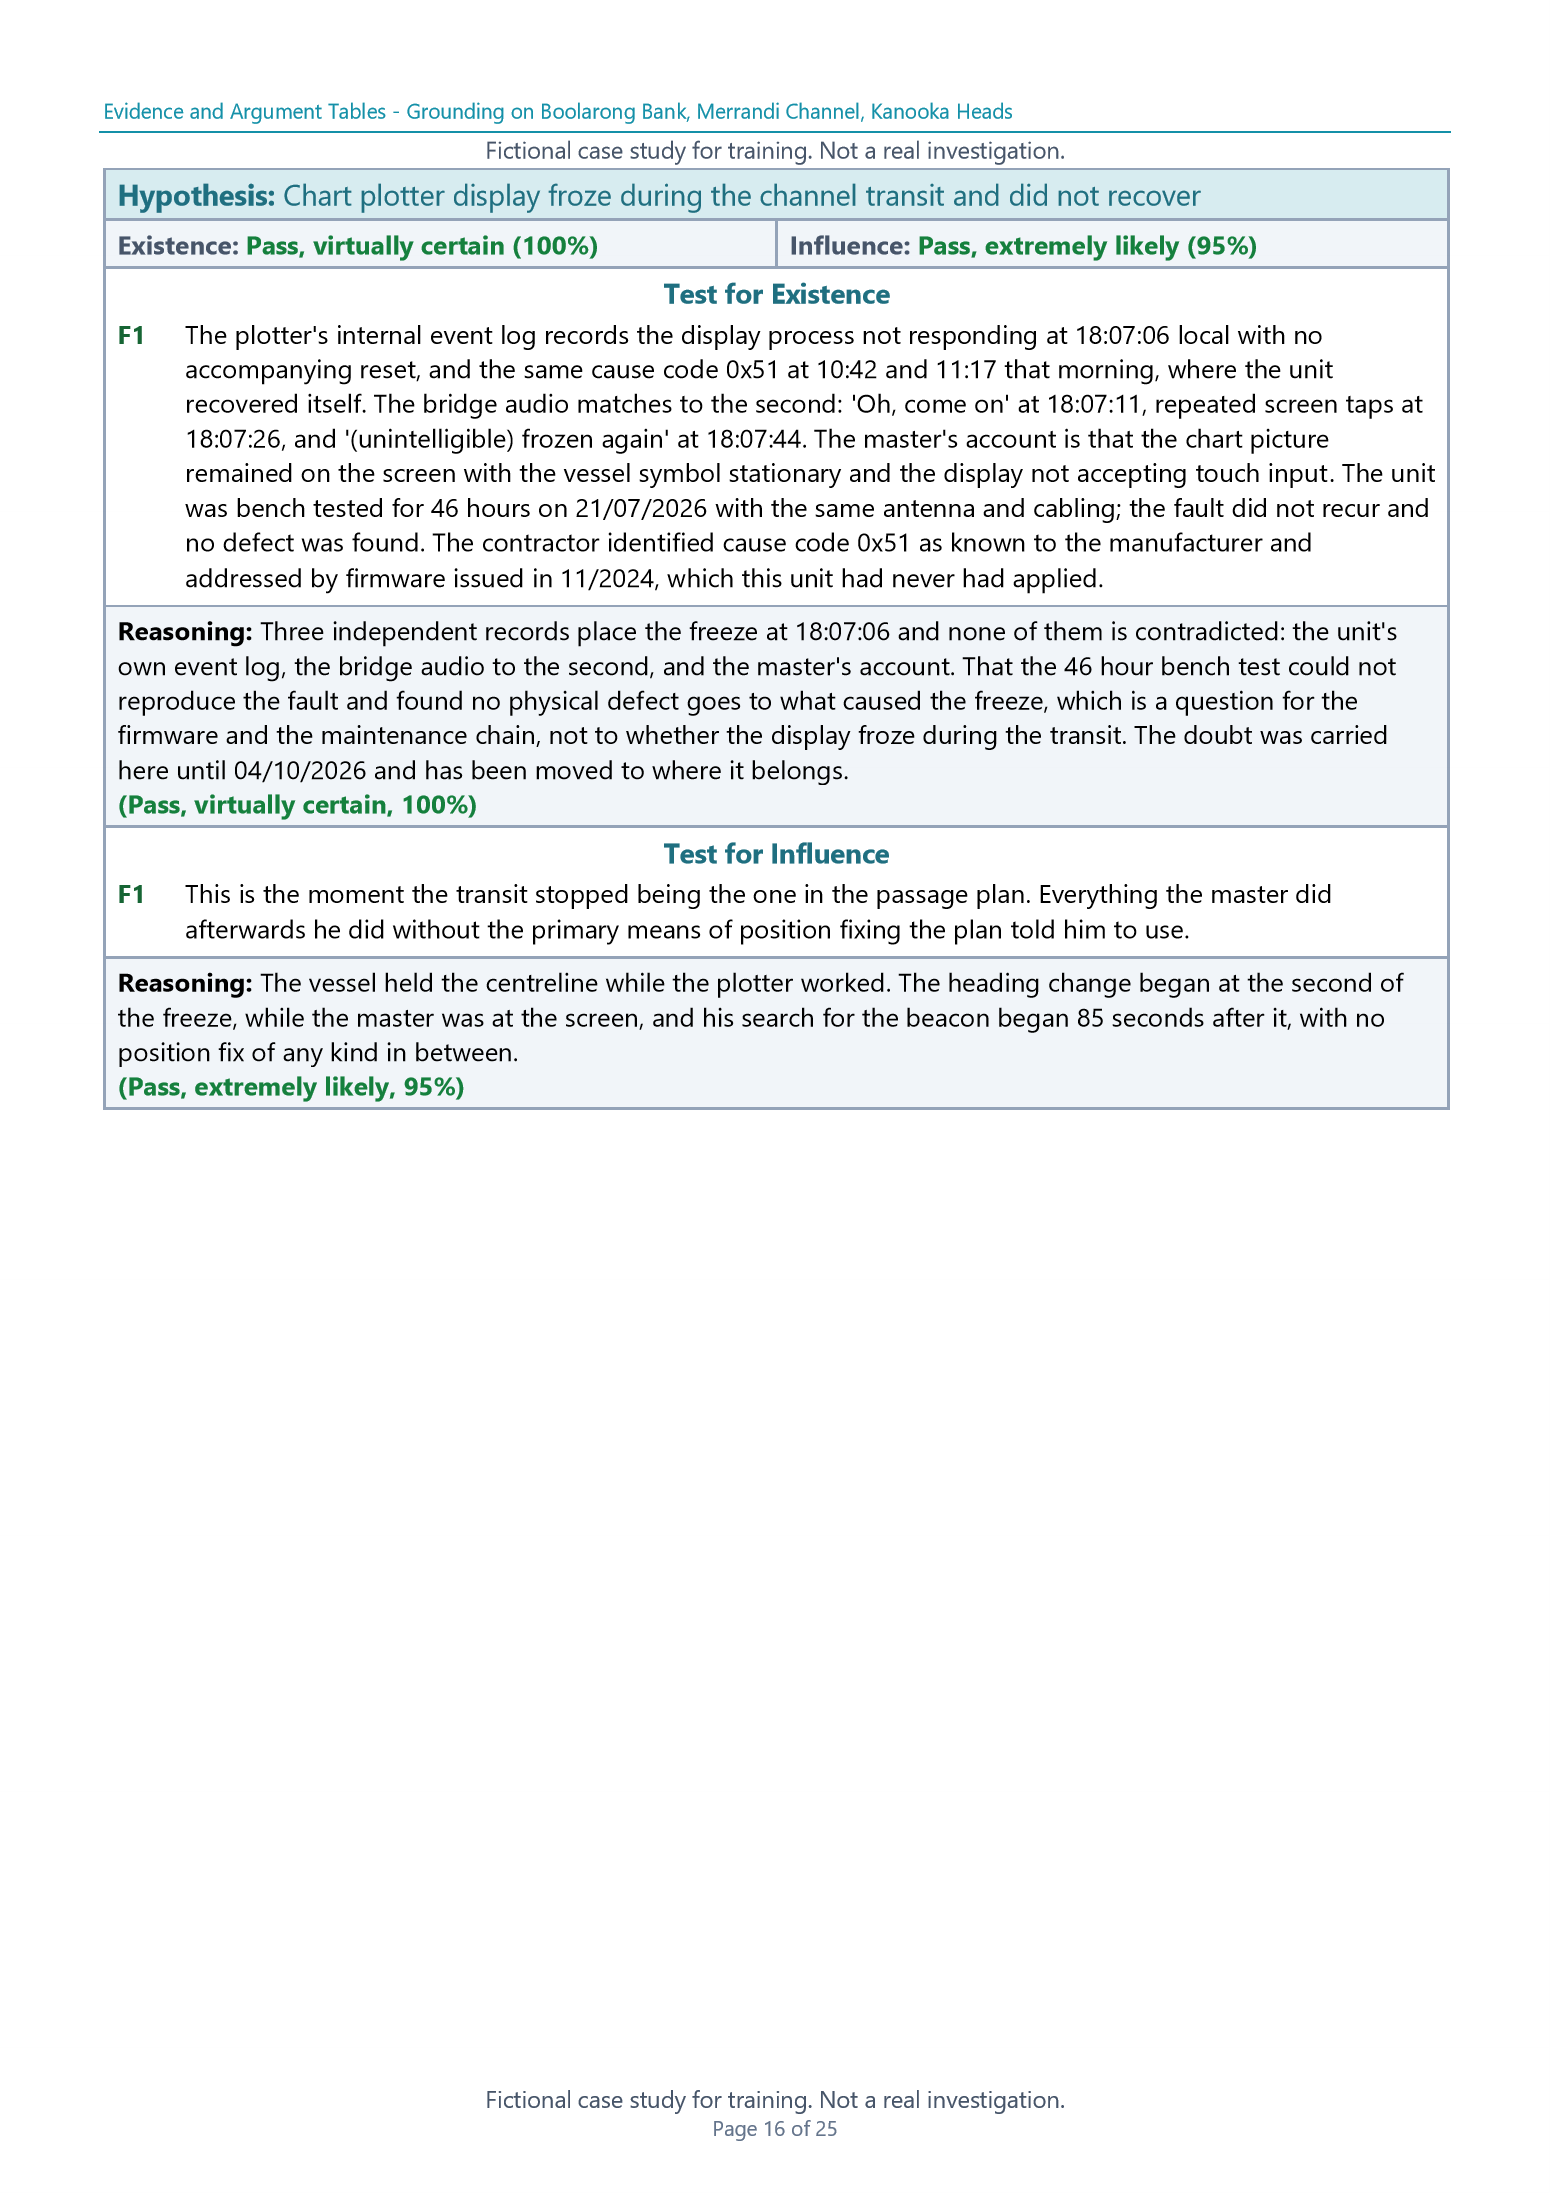 Evidence and Argument Tables - Grounding on Boolarong Bank, Merrandi Channel, Kanooka Heads
Fictional case study for training. Not a real investigation.
Hypothesis: Chart plotter display froze during the channel transit and did not recover
Existence: Pass, virtually certain (100%)
Influence: Pass, extremely likely (95%)
Test for Existence
F1 The plotter's internal event log records the display process not responding at 18:07:06 local with no
accompanying reset, and the same cause code 0x51 at 10:42 and 11:17 that morning, where the unit
recovered itself. The bridge audio matches to the second: 'Oh, come on' at 18:07:11, repeated screen taps at
18:07:26, and '(unintelligible) frozen again' at 18:07:44. The master's account is that the chart picture
remained on the screen with the vessel symbol stationary and the display not accepting touch input. The unit
was bench tested for 46 hours on 21/07/2026 with the same antenna and cabling; the fault did not recur and
no defect was found. The contractor identified cause code 0x51 as known to the manufacturer and
addressed by firmware issued in 11/2024, which this unit had never had applied.
Reasoning: Three independent records place the freeze at 18:07:06 and none of them is contradicted: the unit's
own event log, the bridge audio to the second, and the master's account. That the 46 hour bench test could not
reproduce the fault and found no physical defect goes to what caused the freeze, which is a question for the
firmware and the maintenance chain, not to whether the display froze during the transit. The doubt was carried
here until 04/10/2026 and has been moved to where it belongs.
(Pass, virtually certain, 100%)
Test for Influence
F1 This is the moment the transit stopped being the one in the passage plan. Everything the master did
afterwards he did without the primary means of position fixing the plan told him to use.
Reasoning: The vessel held the centreline while the plotter worked. The heading change began at the second of
the freeze, while the master was at the screen, and his search for the beacon began 85 seconds after it, with no
position fix of any kind in between.
(Pass, extremely likely, 95%)
Fictional case study for training. Not a real investigation.
Page 16 of 25